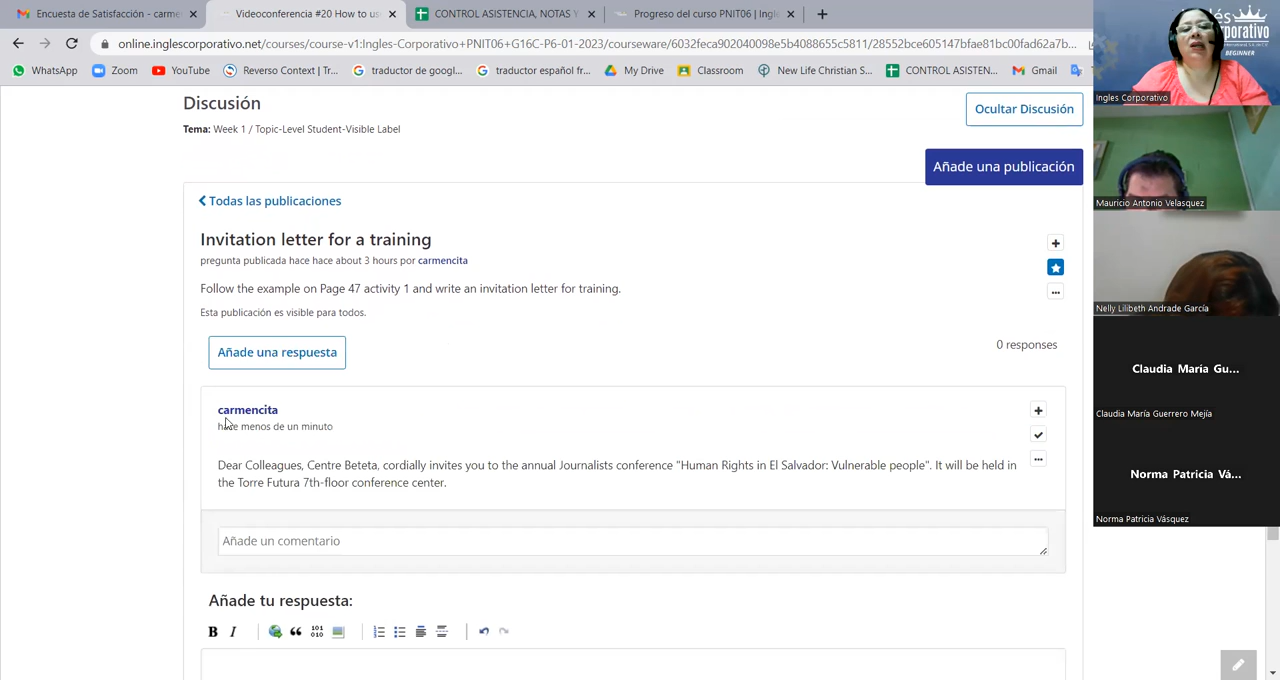 Encuesta de Satisfacción - carme
Videoconferencia #20 How to us
CONTROL ASISTENCIA, NOTAS Y
Progreso del curso PNIT06 | Ingl
online.inglescorporativo.net/courses/course-v1:Ingles-Corporativo+PNIT06+G16C-P6-01-2023/courseware/6032feca902040098e5b4088655c5811/28552bce605147bfae81bc00fad62a7b...
WhatsApp
Zoom
YouTube
Reverso Context | Tr...
traductor de googl...
traductor español fr...
My Drive
Classroom
New Life Christian S...
CONTROL ASISTEN...
Gmail
Discusión
Ocultar Discusión
Tema: Week 1 / Topic-Level Student-Visible Label
Añade una publicación
Todas las publicaciones
Invitation letter for a training
pregunta publicada hace hace about 3 hours por carmencita
Follow the example on Page 47 activity 1 and write an invitation letter for training.
Esta publicación es visible para todos.
Añade una respuesta
0 responses
carmencita
hace menos de un minuto
Dear Colleagues, Centre Beteta, cordially invites you to the annual Journalists conference "Human Rights in El Salvador: Vulnerable people". It will be held in
the Torre Futura 7th-floor conference center.
Añade un comentario
Añade tu respuesta:
B I
Ingles Corporativo
BEGINNER
Mauricio Antonio Velasquez
Nelly Lilibeth Andrade García
Claudia María Gu...
Claudia María Guerrero Mejía
Norma Patricia Vá...
Norma Patricia Vásquez